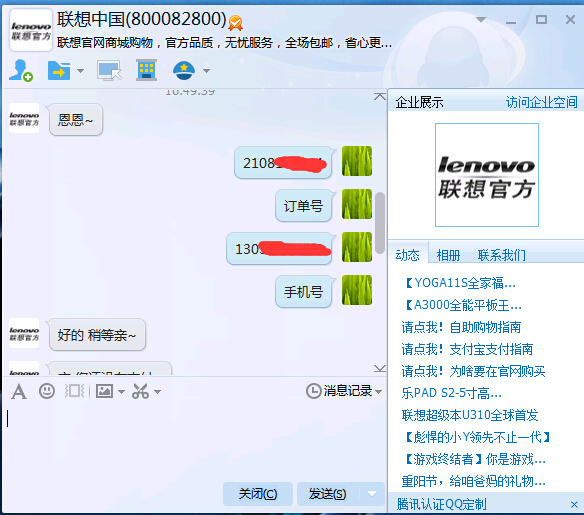 联想中国(800082800)
lenovo
联想官方
联想官网商城购物，官方品质，无忧服务，全场包邮，省心更...
16:49:39
lenovo
联想官方
恩恩~
2108
订单号
130
手机号
lenovo
联想官方
好的 稍等亲~
lenovo
消息记录
关闭(C)
发送(S)
企业展示
访问企业空间
lenovo
联想官方
动态
相册
联系我们
【YOGA11S全家福...
【A3000全能平板王...
请点我！自助购物指南
请点我！支付宝支付指南
请点我！为啥要在官网购买
乐PAD S2-5寸高...
联想超级本U310全球首发
【彪悍的小Y领先不止一代】
【游戏终结者】你是游戏...
重阳节，给咱爸妈的礼物...
腾讯认证QQ定制